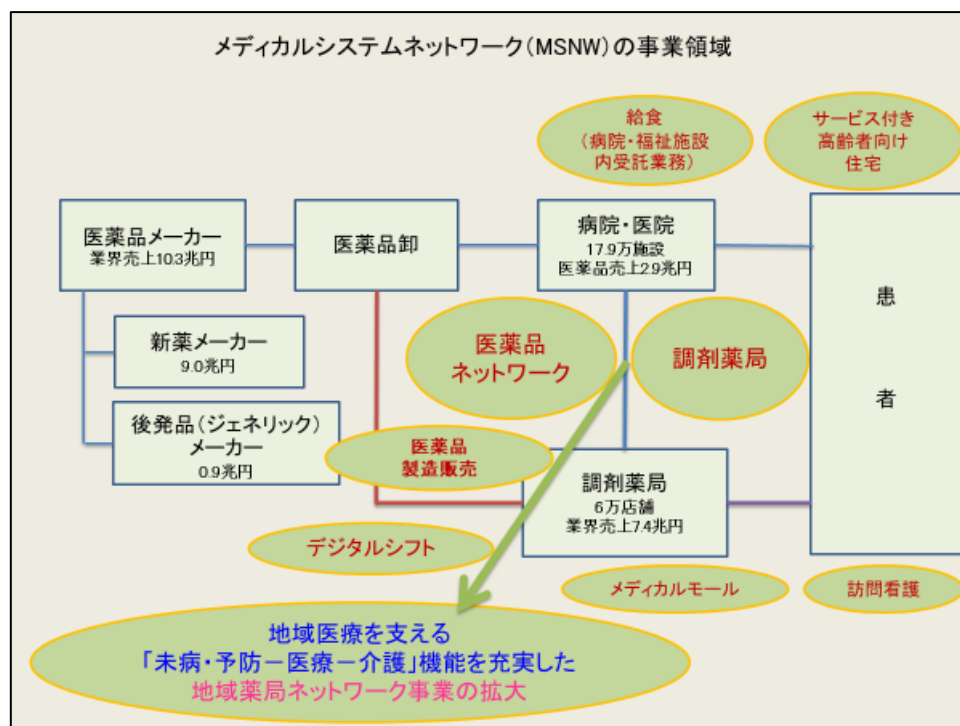 メディカルシステムネットワーク(MSNW)の事業領域
給食
(病院・福祉施設
内受託業務)
サービス付き
高齢者向け
住宅
医薬品メーカー
業界売上10.3兆円
医薬品卸
病院・医院
17.9万施設
医薬品売上2.9兆円
患
者
新薬メーカー
9.0兆円
医薬品
ネットワーク
調剤薬局
後発品(ジェネリック)
メーカー
0.9兆円
医薬品
製造販売
調剤薬局
6万店舗
業界売上7.4兆円
デジタルシフト
メディカルモール
訪問看護
地域医療を支える
「未病・予防－医療－介護」機能を充実した
地域薬局ネットワーク事業の拡大